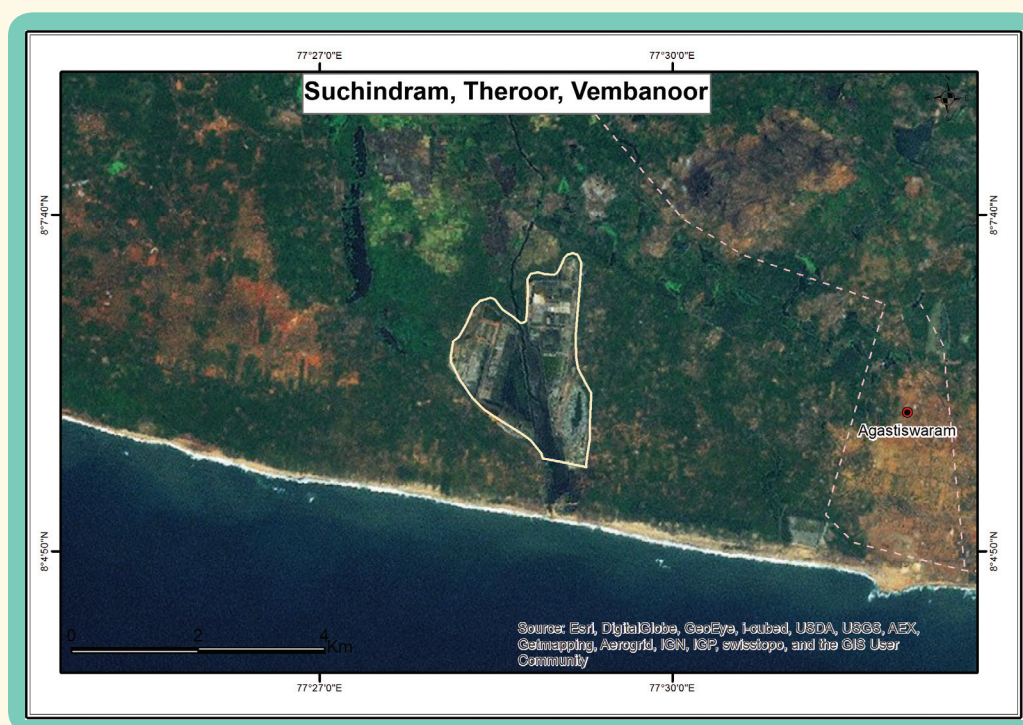 77°27'0"E 77°30'0"E
Suchindram, Theroor, Vembanoor
8°7'40"N 8°7'40"N
Agastiswaram
8°4'50"N 8°4'50"N
Source: Esri, DigitalGlobe, GeoEye, i-cubed, USDA, USGS, AEX,
Getmapping, Aerogrid, IGN, IGP, swisstopo, and the GIS User
Community
0 2 4
Km
77°27'0"E 77°30'0"E